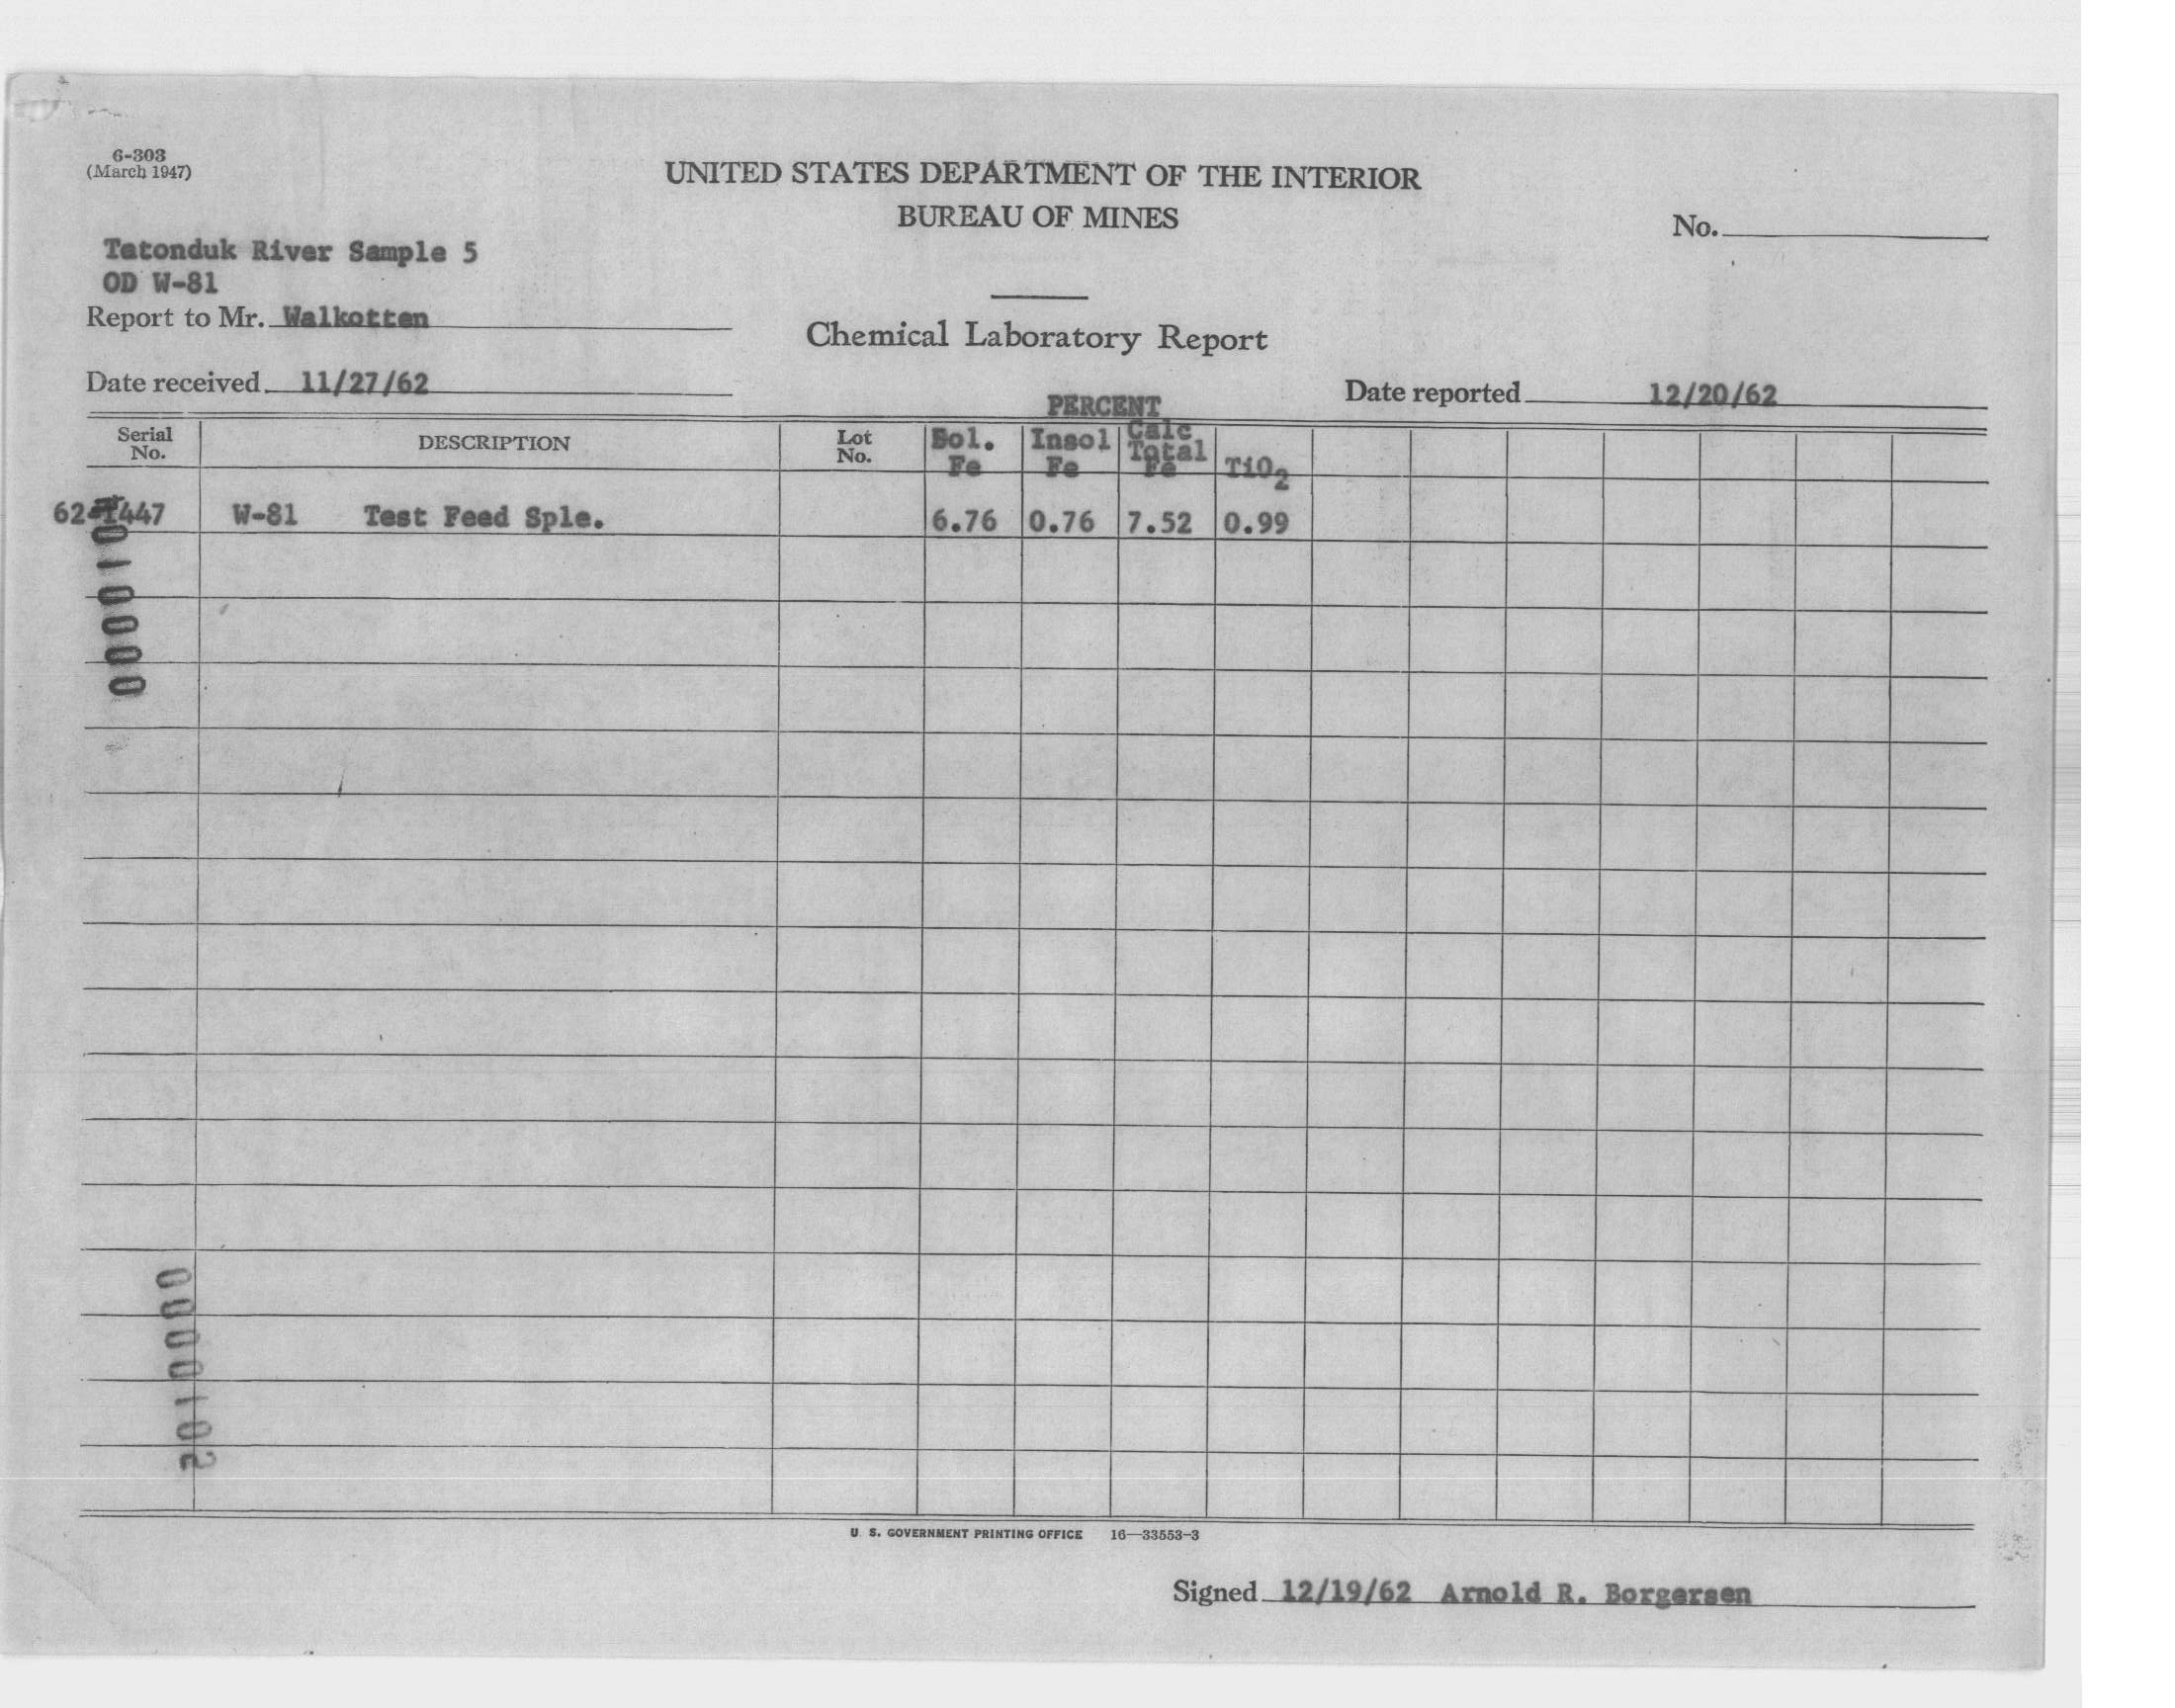 6-303
(March 1947)
UNITED STATES DEPARTMENT OF THE INTERIOR
BUREAU OF MINES
No.
Tatonduk River Sample 5
OD W-81
Report to Mr. Walkotten
Chemical Laboratory Report
Date received 11/27/62
Date reported 12/20/62
PERCENT
Serial No. DESCRIPTION Lot No. Sol. Fe Insol Fe Calc Total Fe TiO2
62-1447 W-81 Test Feed Sple. 6.76 0.76 7.52 0.99
0000102
U. S. GOVERNMENT PRINTING OFFICE 16—33553-3
Signed 12/19/62 Arnold R. Borgersen